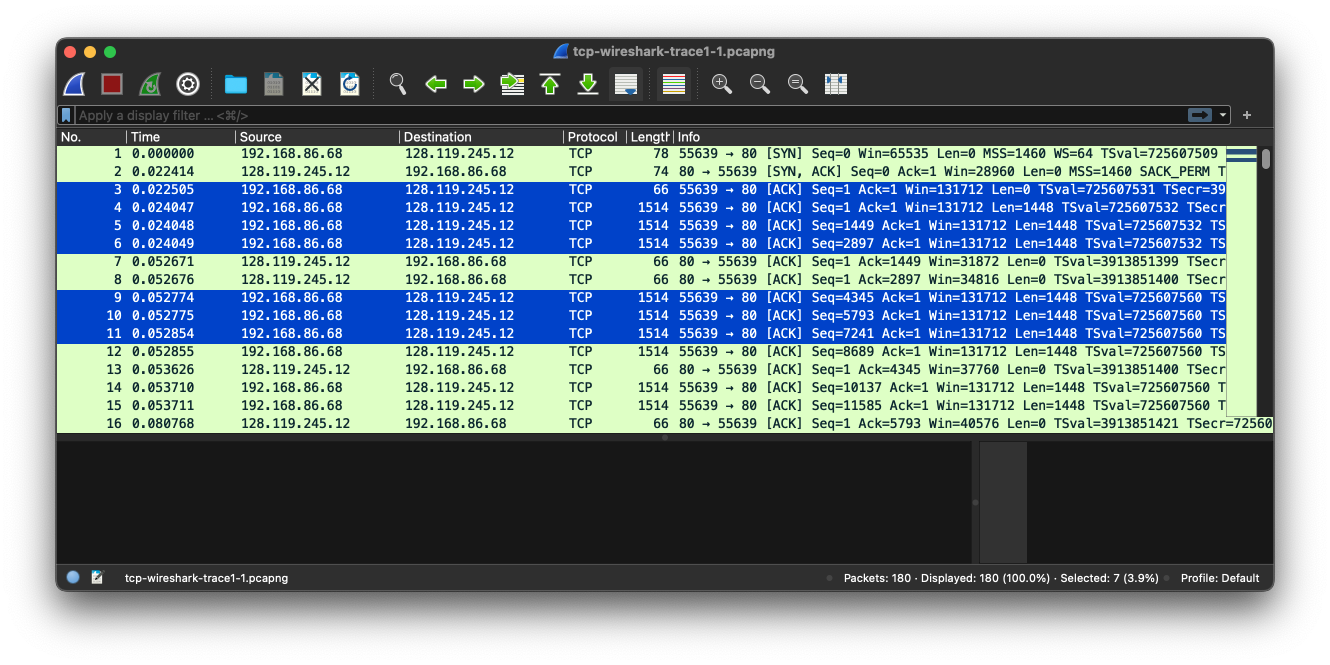 tcp-wireshark-trace1-1.pcapng
Apply a display filter … <⌘/>
No. Time Source Destination Protocol Length Info
1 0.000000 192.168.86.68 128.119.245.12 TCP 78 55639 → 80 [SYN] Seq=0 Win=65535 Len=0 MSS=1460 WS=64 TSval=725607509
2 0.022414 128.119.245.12 192.168.86.68 TCP 74 80 → 55639 [SYN, ACK] Seq=0 Ack=1 Win=28960 Len=0 MSS=1460 SACK_PERM T
3 0.022505 192.168.86.68 128.119.245.12 TCP 66 55639 → 80 [ACK] Seq=1 Ack=1 Win=131712 Len=0 TSval=725607531 TSecr=39
4 0.024047 192.168.86.68 128.119.245.12 TCP 1514 55639 → 80 [ACK] Seq=1 Ack=1 Win=131712 Len=1448 TSval=725607532 TSecr
5 0.024048 192.168.86.68 128.119.245.12 TCP 1514 55639 → 80 [ACK] Seq=1449 Ack=1 Win=131712 Len=1448 TSval=725607532 TS
6 0.024049 192.168.86.68 128.119.245.12 TCP 1514 55639 → 80 [ACK] Seq=2897 Ack=1 Win=131712 Len=1448 TSval=725607532 TS
7 0.052671 128.119.245.12 192.168.86.68 TCP 66 80 → 55639 [ACK] Seq=1 Ack=1449 Win=31872 Len=0 TSval=3913851399 TSecr
8 0.052676 128.119.245.12 192.168.86.68 TCP 66 80 → 55639 [ACK] Seq=1 Ack=2897 Win=34816 Len=0 TSval=3913851400 TSecr
9 0.052774 192.168.86.68 128.119.245.12 TCP 1514 55639 → 80 [ACK] Seq=4345 Ack=1 Win=131712 Len=1448 TSval=725607560 TS
10 0.052775 192.168.86.68 128.119.245.12 TCP 1514 55639 → 80 [ACK] Seq=5793 Ack=1 Win=131712 Len=1448 TSval=725607560 TS
11 0.052854 192.168.86.68 128.119.245.12 TCP 1514 55639 → 80 [ACK] Seq=7241 Ack=1 Win=131712 Len=1448 TSval=725607560 TS
12 0.052855 192.168.86.68 128.119.245.12 TCP 1514 55639 → 80 [ACK] Seq=8689 Ack=1 Win=131712 Len=1448 TSval=725607560 TS
13 0.053626 128.119.245.12 192.168.86.68 TCP 66 80 → 55639 [ACK] Seq=1 Ack=4345 Win=37760 Len=0 TSval=3913851400 TSecr
14 0.053710 192.168.86.68 128.119.245.12 TCP 1514 55639 → 80 [ACK] Seq=10137 Ack=1 Win=131712 Len=1448 TSval=725607560 T
15 0.053711 192.168.86.68 128.119.245.12 TCP 1514 55639 → 80 [ACK] Seq=11585 Ack=1 Win=131712 Len=1448 TSval=725607560 T
16 0.080768 128.119.245.12 192.168.86.68 TCP 66 80 → 55639 [ACK] Seq=1 Ack=5793 Win=40576 Len=0 TSval=3913851421 TSecr=72560
tcp-wireshark-trace1-1.pcapng Packets: 180 · Displayed: 180 (100.0%) · Selected: 7 (3.9%) Profile: Default